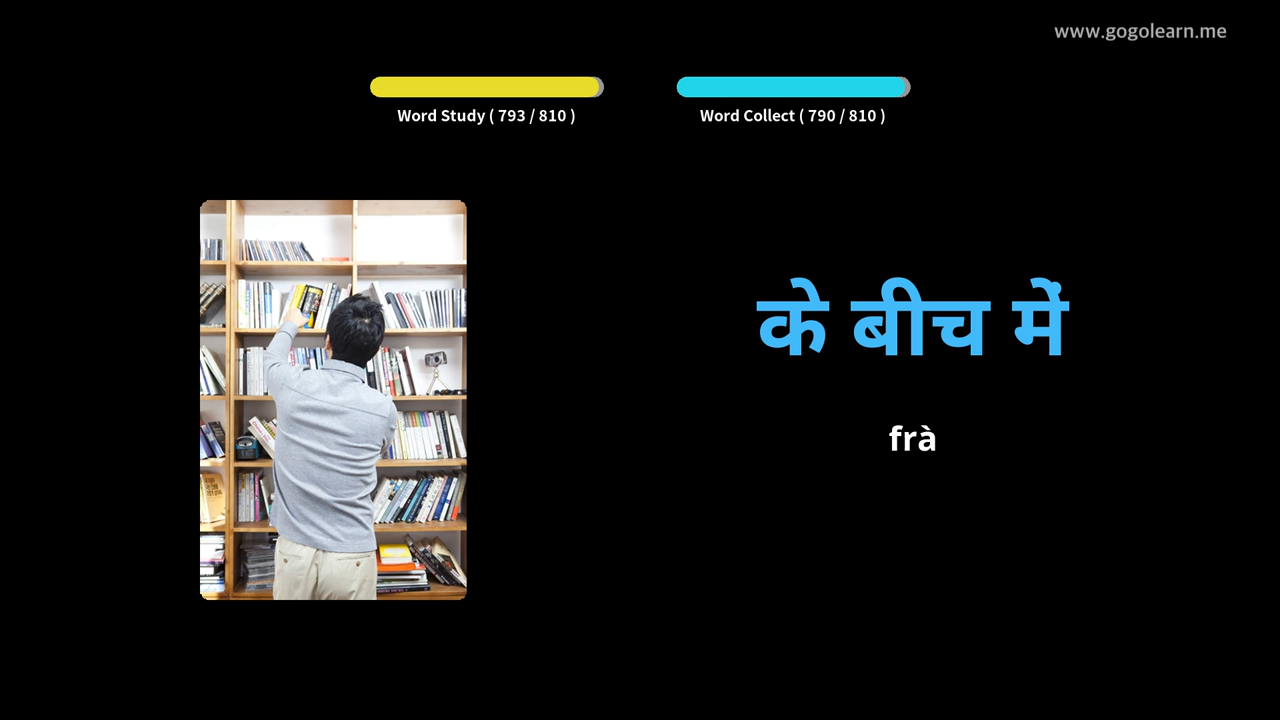 www.gogolearn.me
Word Study ( 793 / 810 )
Word Collect ( 790 / 810 )
के बीच में
frà